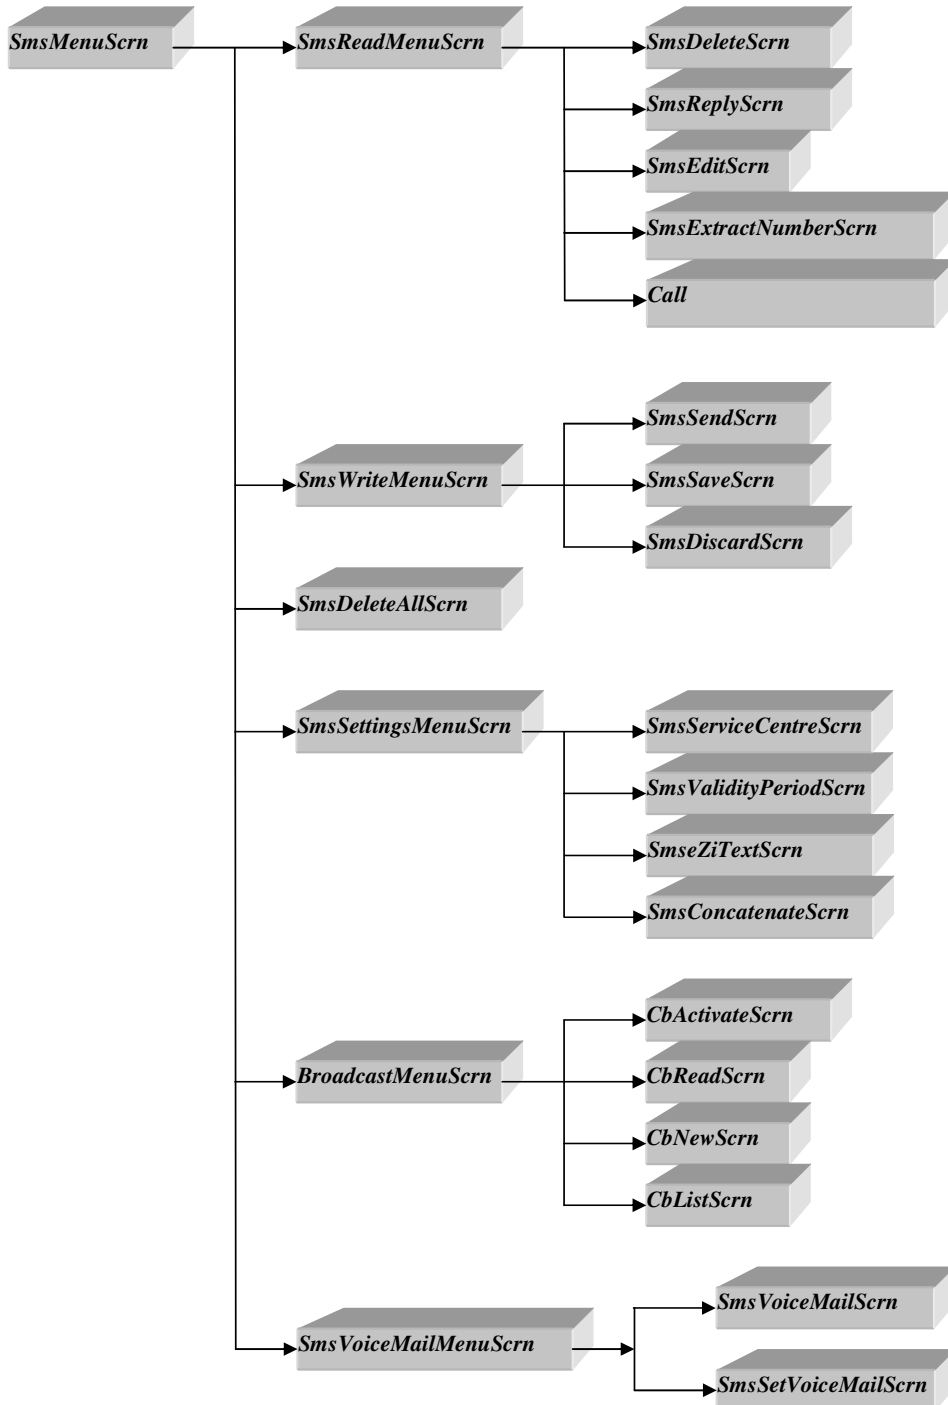 SmsMenuScrn
SmsReadMenuScrn
SmsDeleteScrn
SmsReplyScrn
SmsEditScrn
SmsExtractNumberScrn
Call
SmsWriteMenuScrn
SmsSendScrn
SmsSaveScrn
SmsDiscardScrn
SmsDeleteAllScrn
SmsSettingsMenuScrn
SmsServiceCentreScrn
SmsValidityPeriodScrn
SmseZiTextScrn
SmsConcatenateScrn
BroadcastMenuScrn
CbActivateScrn
CbReadScrn
CbNewScrn
CbListScrn
SmsVoiceMailMenuScrn
SmsVoiceMailScrn
SmsSetVoiceMailScrn